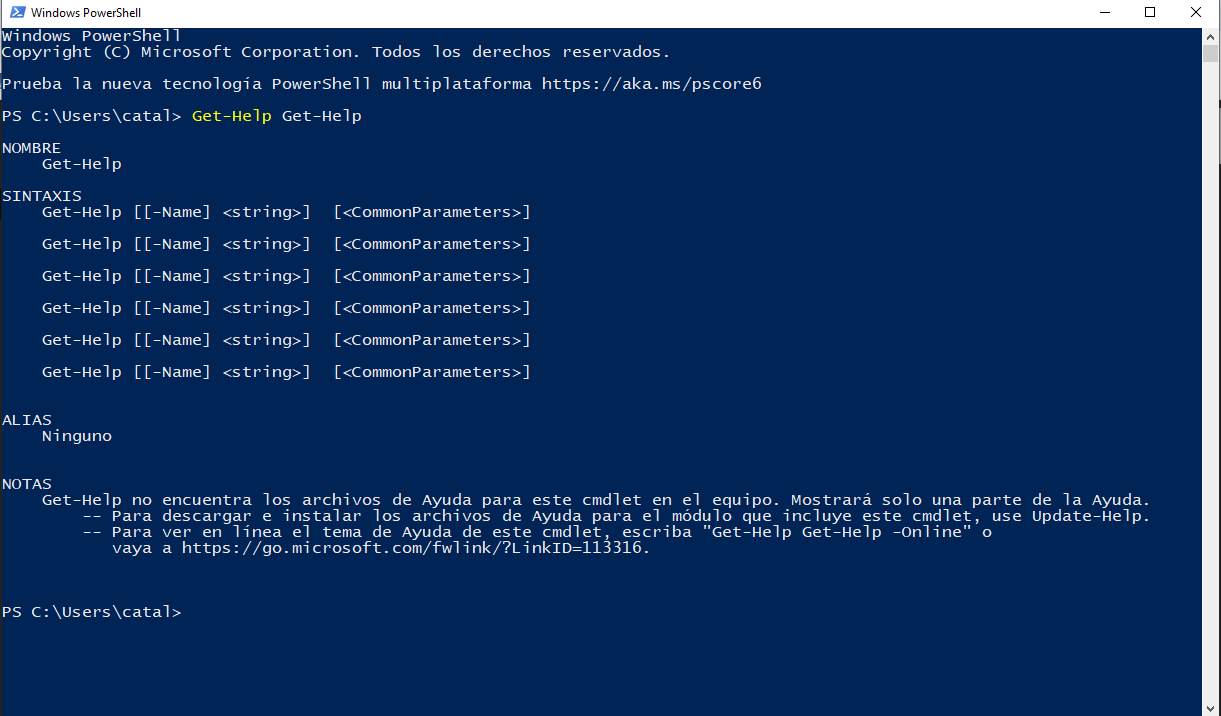 Windows PowerShell
Windows PowerShell
Copyright (C) Microsoft Corporation. Todos los derechos reservados.
Prueba la nueva tecnología PowerShell multiplataforma https://aka.ms/pscore6
PS C:\Users\catal> Get-Help Get-Help
NOMBRE
Get-Help
SINTAXIS
Get-Help [[-Name] <string>]  [<CommonParameters>]
Get-Help [[-Name] <string>]  [<CommonParameters>]
Get-Help [[-Name] <string>]  [<CommonParameters>]
Get-Help [[-Name] <string>]  [<CommonParameters>]
Get-Help [[-Name] <string>]  [<CommonParameters>]
Get-Help [[-Name] <string>]  [<CommonParameters>]
ALIAS
Ninguno
NOTAS
Get-Help no encuentra los archivos de Ayuda para este cmdlet en el equipo. Mostrará solo una parte de la Ayuda.
-- Para descargar e instalar los archivos de Ayuda para el módulo que incluye este cmdlet, use Update-Help.
-- Para ver en línea el tema de Ayuda de este cmdlet, escriba "Get-Help Get-Help -Online" o
vaya a https://go.microsoft.com/fwlink/?LinkID=113316.
PS C:\Users\catal>